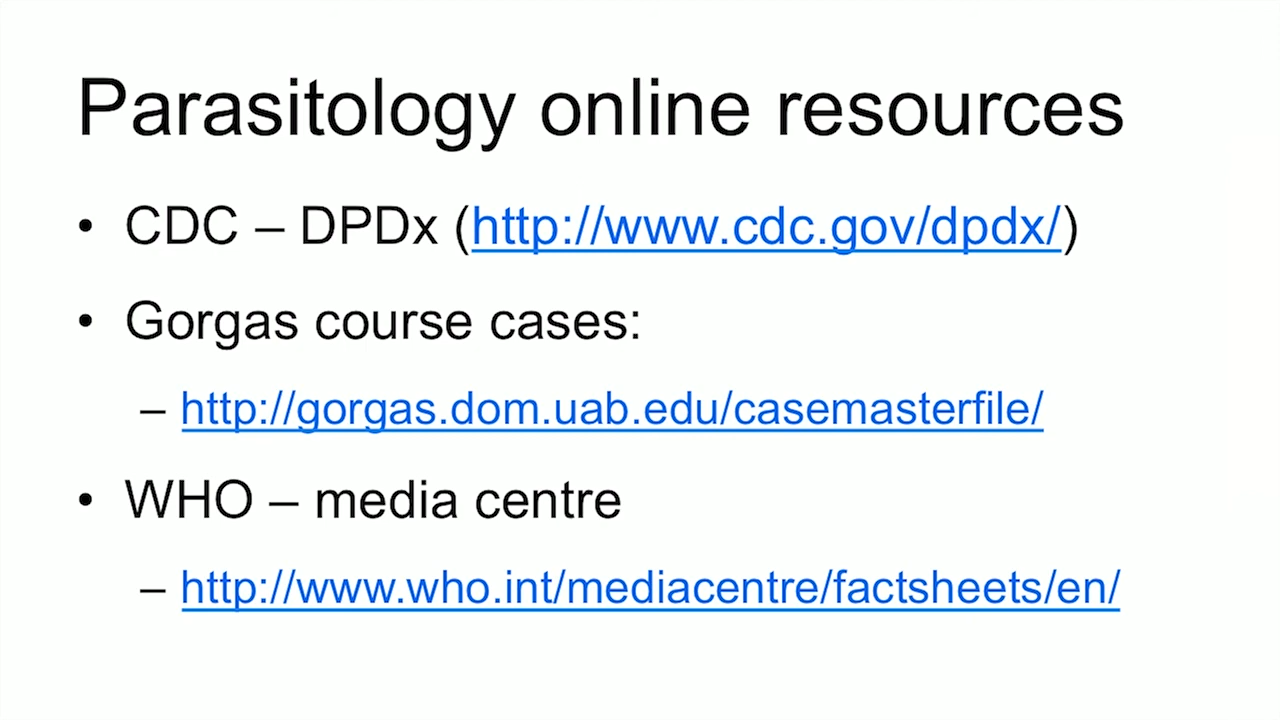 Parasitology online resources
• CDC – DPDx (http://www.cdc.gov/dpdx/)
• Gorgas course cases:
– http://gorgas.dom.uab.edu/casemasterfile/
• WHO – media centre
– http://www.who.int/mediacentre/factsheets/en/